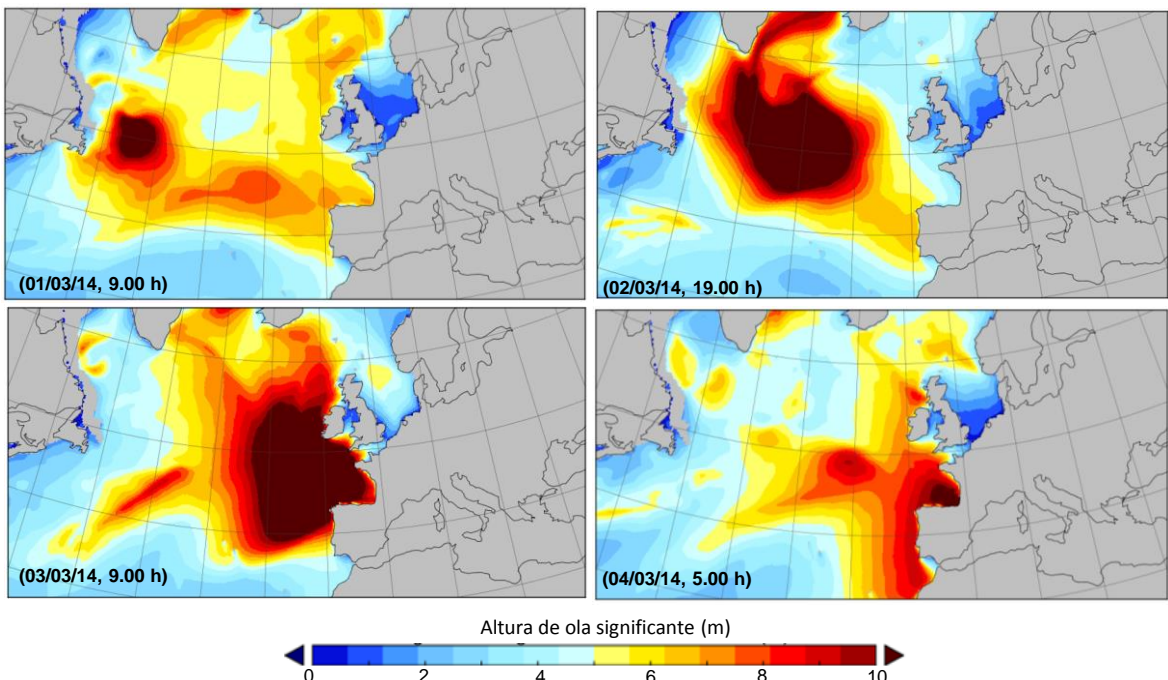 (01/03/14, 9.00 h)
(02/03/14, 19.00 h)
(03/03/14, 9.00 h)
(04/03/14, 5.00 h)
Altura de ola significante (m)
0 2 4 6 8 10